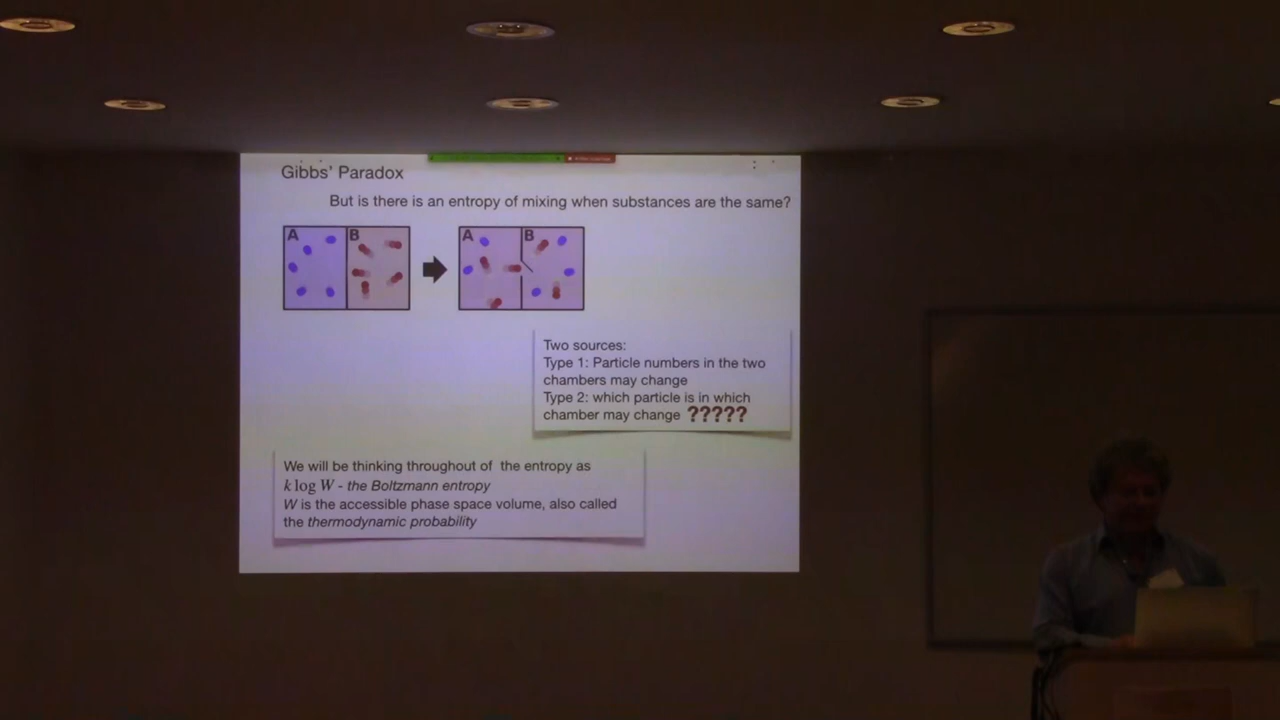 Gibbs' Paradox
But is there is an entropy of mixing when substances are the same?
A B A B
Two sources:
Type 1: Particle numbers in the two
chambers may change
Type 2: which particle is in which
chamber may change ?????
We will be thinking throughout of the entropy as
k log W - the Boltzmann entropy
W is the accessible phase space volume, also called
the thermodynamic probability